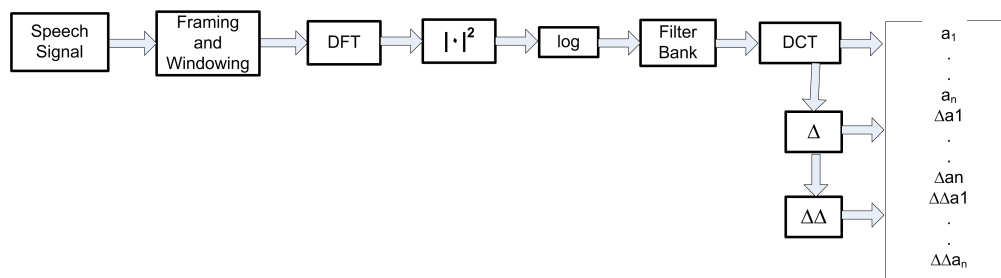 Speech
Signal
Framing
and
Windowing
DFT
|·|²
log
Filter
Bank
DCT
Δ
ΔΔ
a₁
.
.
aₙ
Δa1
.
.
Δan
ΔΔa1
.
.
ΔΔaₙ